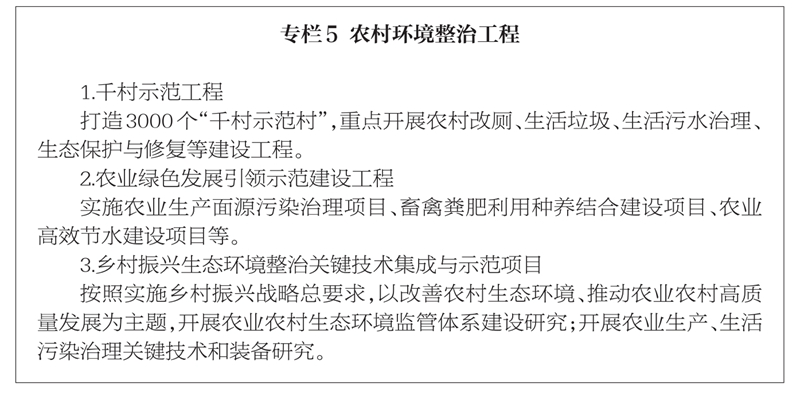 专栏5 农村环境整治工程
1.千村示范工程
打造3000个“千村示范村”,重点开展农村改厕、生活垃圾、生活污水治理、
生态保护与修复等建设工程。
2.农业绿色发展引领示范建设工程
实施农业生产面源污染治理项目、畜禽粪肥利用种养结合建设项目、农业
高效节水建设项目等。
3.乡村振兴生态环境整治关键技术集成与示范项目
按照实施乡村振兴战略总要求,以改善农村生态环境、推动农业农村高质
量发展为主题,开展农业农村生态环境监管体系建设研究;开展农业生产、生活
污染治理关键技术和装备研究。